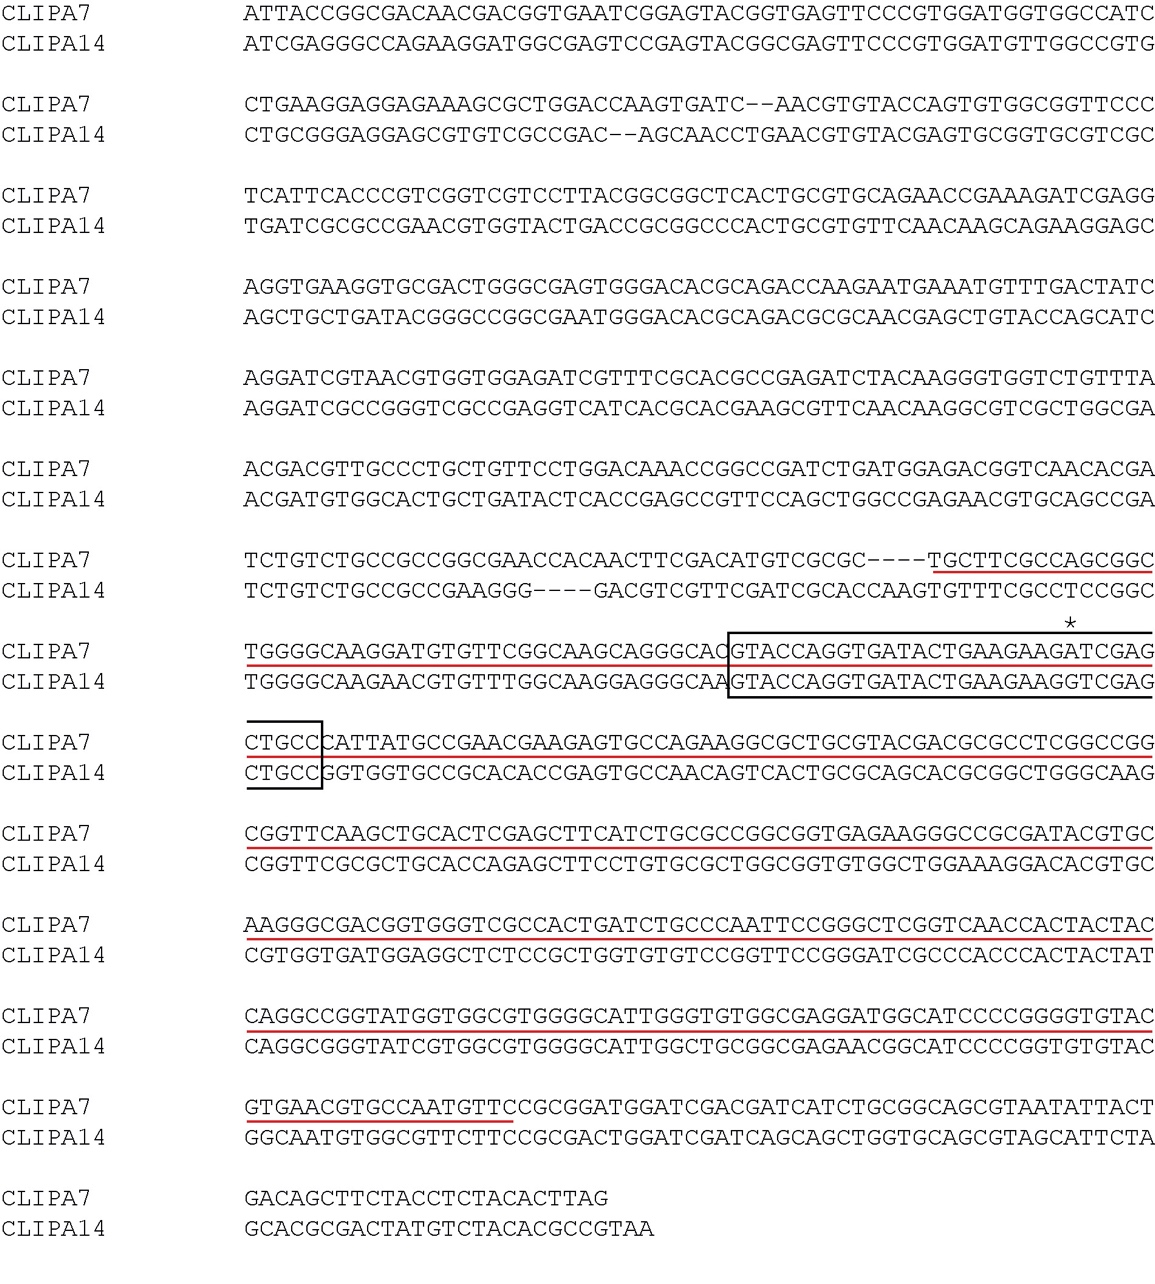 CLIPA7 ATTACCGGCGACAACGACGGTGAATCGGAGTACGGTGAGTTCCCGTGGATGGTGGCCATC
CLIPA14 ATCGAGGGCCAGAAGGATGGCGAGTCCGAGTACGGCGAGTTCCCGTGGATGTTGGCCGTG
CLIPA7 CTGAAGGAGGAGAAAGCGCTGGACCAAGTGATC--AACGTGTACCAGTGTGGCGGTTCCC
CLIPA14 CTGCGGGAGGAGCGTGTCGCCGAC--AGCAACCTGAACGTGTACGAGTGCGGTGCGTCGC
CLIPA7 TCATTCACCCGTCGGTCGTCCTTACGGCGGCTCACTGCGTGCAGAACCGAAAGATCGAGG
CLIPA14 TGATCGCGCCGAACGTGGTACTGACCGCGGCCCACTGCGTGTTCAACAAGCAGAAGGAGC
CLIPA7 AGGTGAAGGTGCGACTGGGCGAGTGGGACACGCAGACCAAGAATGAAATGTTTGACTATC
CLIPA14 AGCTGCTGATACGGGCCGGCGAATGGGACACGCAGACGCGCAACGAGCTGTACCAGCATC
CLIPA7 AGGATCGTAACGTGGTGGAGATCGTTTCGCACGCCGAGATCTACAAGGGTGGTCTGTTTA
CLIPA14 AGGATCGCCGGGTCGCCGAGGTCATCACGCACGAAGCGTTCAACAAGGCGTCGCTGGCGA
CLIPA7 ACGACGTTGCCCTGCTGTTCCTGGACAAACCGGCCGATCTGATGGAGACGGTCAACACGA
CLIPA14 ACGATGTGGCACTGCTGATACTCACCGAGCCGTTCCAGCTGGCCGAGAACGTGCAGCCGA
CLIPA7 TCTGTCTGCCGCCGGCGAACCACAACTTCGACATGTCGCGC----TGCTTCGCCAGCGGC
CLIPA14 TCTGTCTGCCGCCGAAGGG----GACGTCGTTCGATCGCACCAAGTGTTTCGCCTCCGGC
*
CLIPA7 TGGGGCAAGGATGTGTTCGGCAAGCAGGGCACGTACCAGGTGATACTGAAGAAGATCGAG
CLIPA14 TGGGGCAAGAACGTGTTTGGCAAGGAGGGCAAGTACCAGGTGATACTGAAGAAGGTCGAG
CLIPA7 CTGCCCATTATGCCGAACGAAGAGTGCCAGAAGGCGCTGCGTACGACGCGCCTCGGCCGG
CLIPA14 CTGCCGGTGGTGCCGCACACCGAGTGCCAACAGTCACTGCGCAGCACGCGGCTGGGCAAG
CLIPA7 CGGTTCAAGCTGCACTCGAGCTTCATCTGCGCCGGCGGTGAGAAGGGCCGCGATACGTGC
CLIPA14 CGGTTCGCGCTGCACCAGAGCTTCCTGTGCGCTGGCGGTGTGGCTGGAAAGGACACGTGC
CLIPA7 AAGGGCGACGGTGGGTCGCCACTGATCTGCCCAATTCCGGGCTCGGTCAACCACTACTAC
CLIPA14 CGTGGTGATGGAGGCTCTCCGCTGGTGTGTCCGGTTCCGGGATCGCCCACCCACTACTAT
CLIPA7 CAGGCCGGTATGGTGGCGTGGGGCATTGGGTGTGGCGAGGATGGCATCCCCGGGGTGTAC
CLIPA14 CAGGCGGGTATCGTGGCGTGGGGCATTGGCTGCGGCGAGAACGGCATCCCCGGTGTGTAC
CLIPA7 GTGAACGTGCCAATGTTCCGCGGATGGATCGACGATCATCTGCGGCAGCGTAATATTACT
CLIPA14 GGCAATGTGGCGTTCTTCCGCGACTGGATCGATCAGCAGCTGGTGCAGCGTAGCATTCTA
CLIPA7 GACAGCTTCTACCTCTACACTTAG
CLIPA14 GCACGCGACTATGTCTACACGCCGTAA